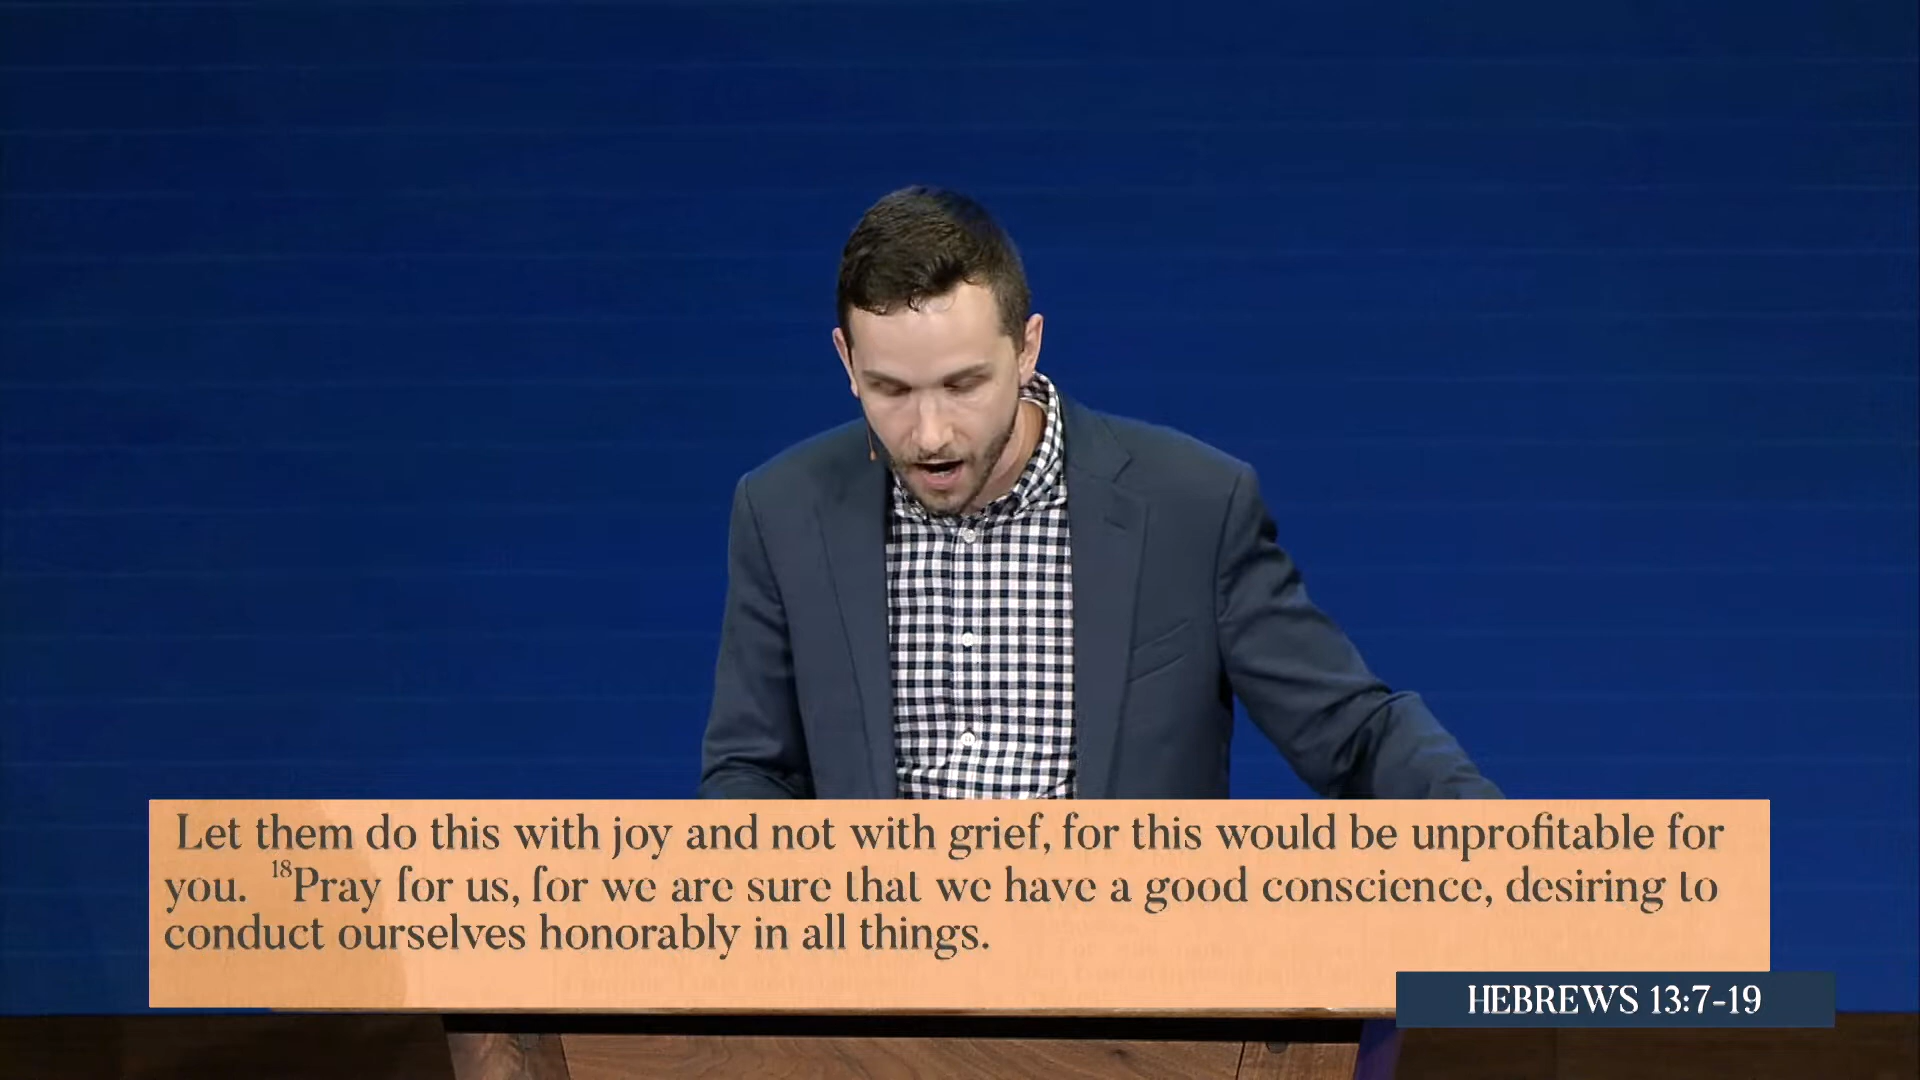 Let them do this with joy and not with grief, for this would be unprofitable for
you. ¹⁸Pray for us, for we are sure that we have a good conscience, desiring to
conduct ourselves honorably in all things.
HEBREWS 13:7-19